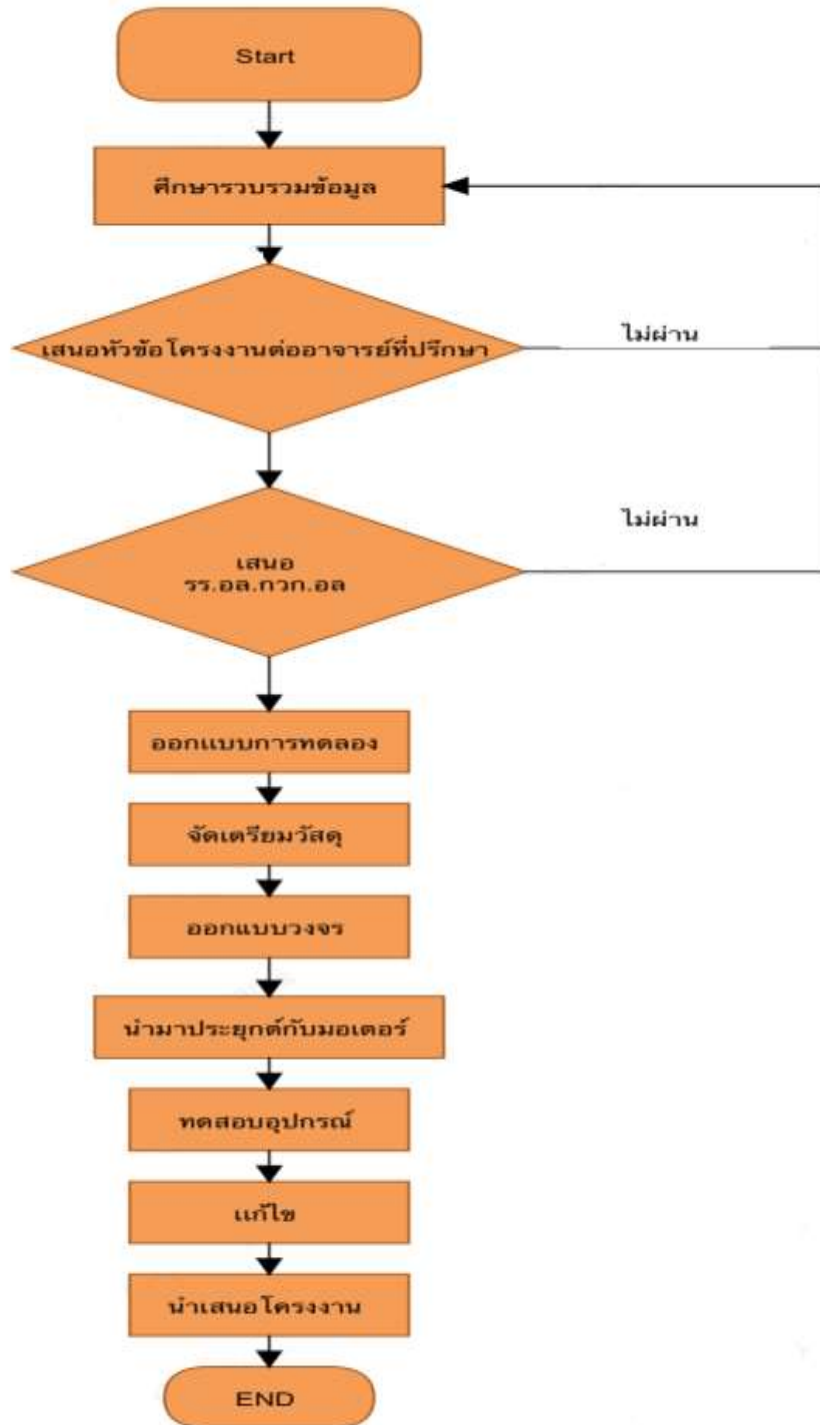 Start
ศึกษารวบรวมข้อมูล
เสนอหัวข้อโครงงานต่ออาจารย์ที่ปรึกษา
ไม่ผ่าน
เสนอ
รร.อล.กวก.อล
ไม่ผ่าน
ออกแบบการทดลอง
จัดเตรียมวัสดุ
ออกแบบวงจร
นำมาประยุกต์กับมอเตอร์
ทดสอบอุปกรณ์
แก้ไข
นำเสนอโครงงาน
END